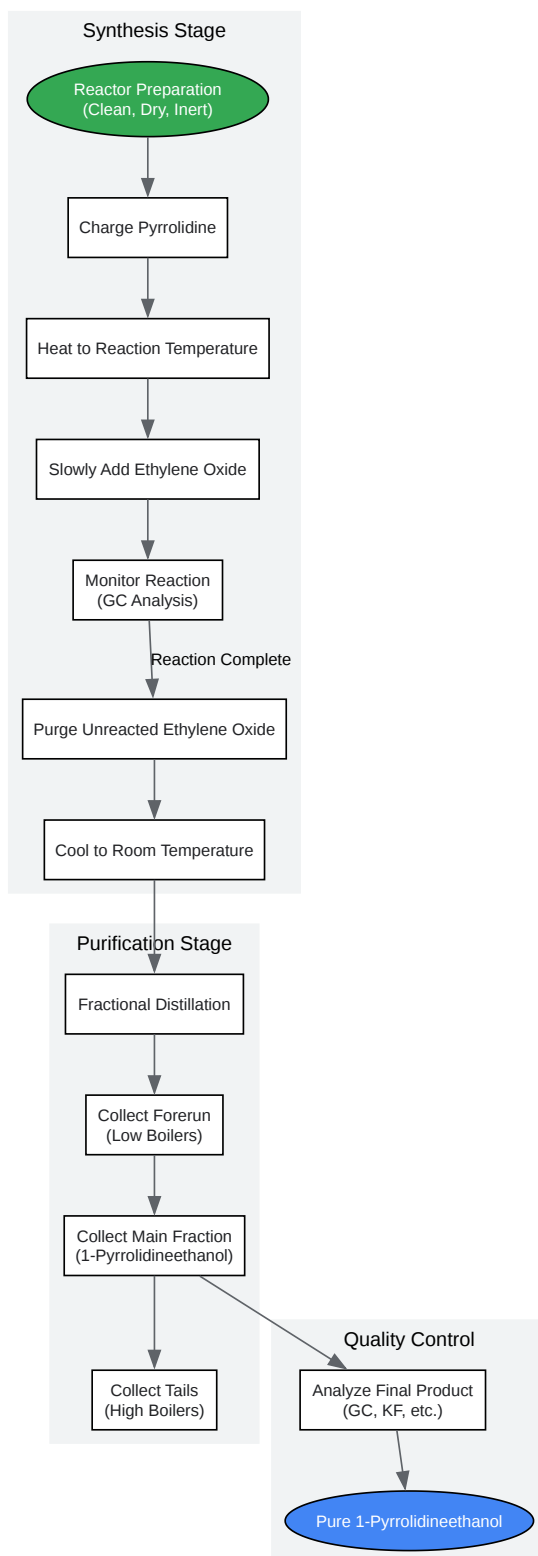 Synthesis Stage
Reactor Preparation
(Clean, Dry, Inert)
Charge Pyrrolidine
Heat to Reaction Temperature
Slowly Add Ethylene Oxide
Monitor Reaction
(GC Analysis)
Reaction Complete
Purge Unreacted Ethylene Oxide
Cool to Room Temperature
Purification Stage
Fractional Distillation
Collect Forerun
(Low Boilers)
Collect Main Fraction
(1-Pyrrolidineethanol)
Collect Tails
(High Boilers)
Quality Control
Analyze Final Product
(GC, KF, etc.)
Pure 1-Pyrrolidineethanol